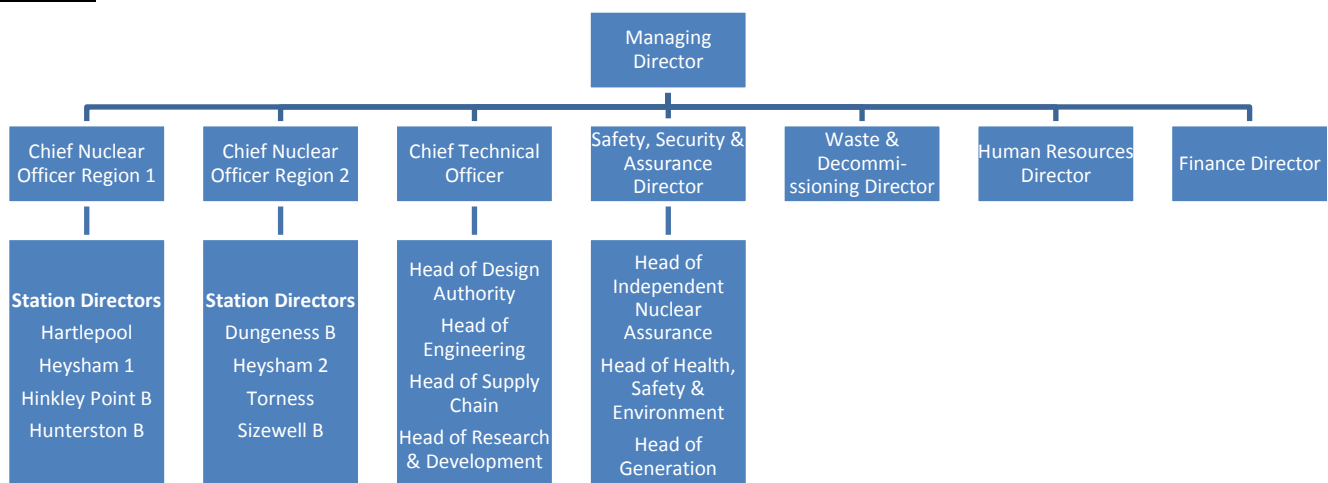 Managing
Director
Chief Nuclear
Officer Region 1
Chief Nuclear
Officer Region 2
Chief Technical
Officer
Safety, Security &
Assurance
Director
Waste &
Decommi-
ssioning Director
Human Resources
Director
Finance Director
Station Directors
Hartlepool
Heysham 1
Hinkley Point B
Hunterston B
Station Directors
Dungeness B
Heysham 2
Torness
Sizewell B
Head of Design
Authority
Head of
Engineering
Head of Supply
Chain
Head of Research
& Development
Head of
Independent
Nuclear
Assurance
Head of Health,
Safety &
Environment
Head of
Generation